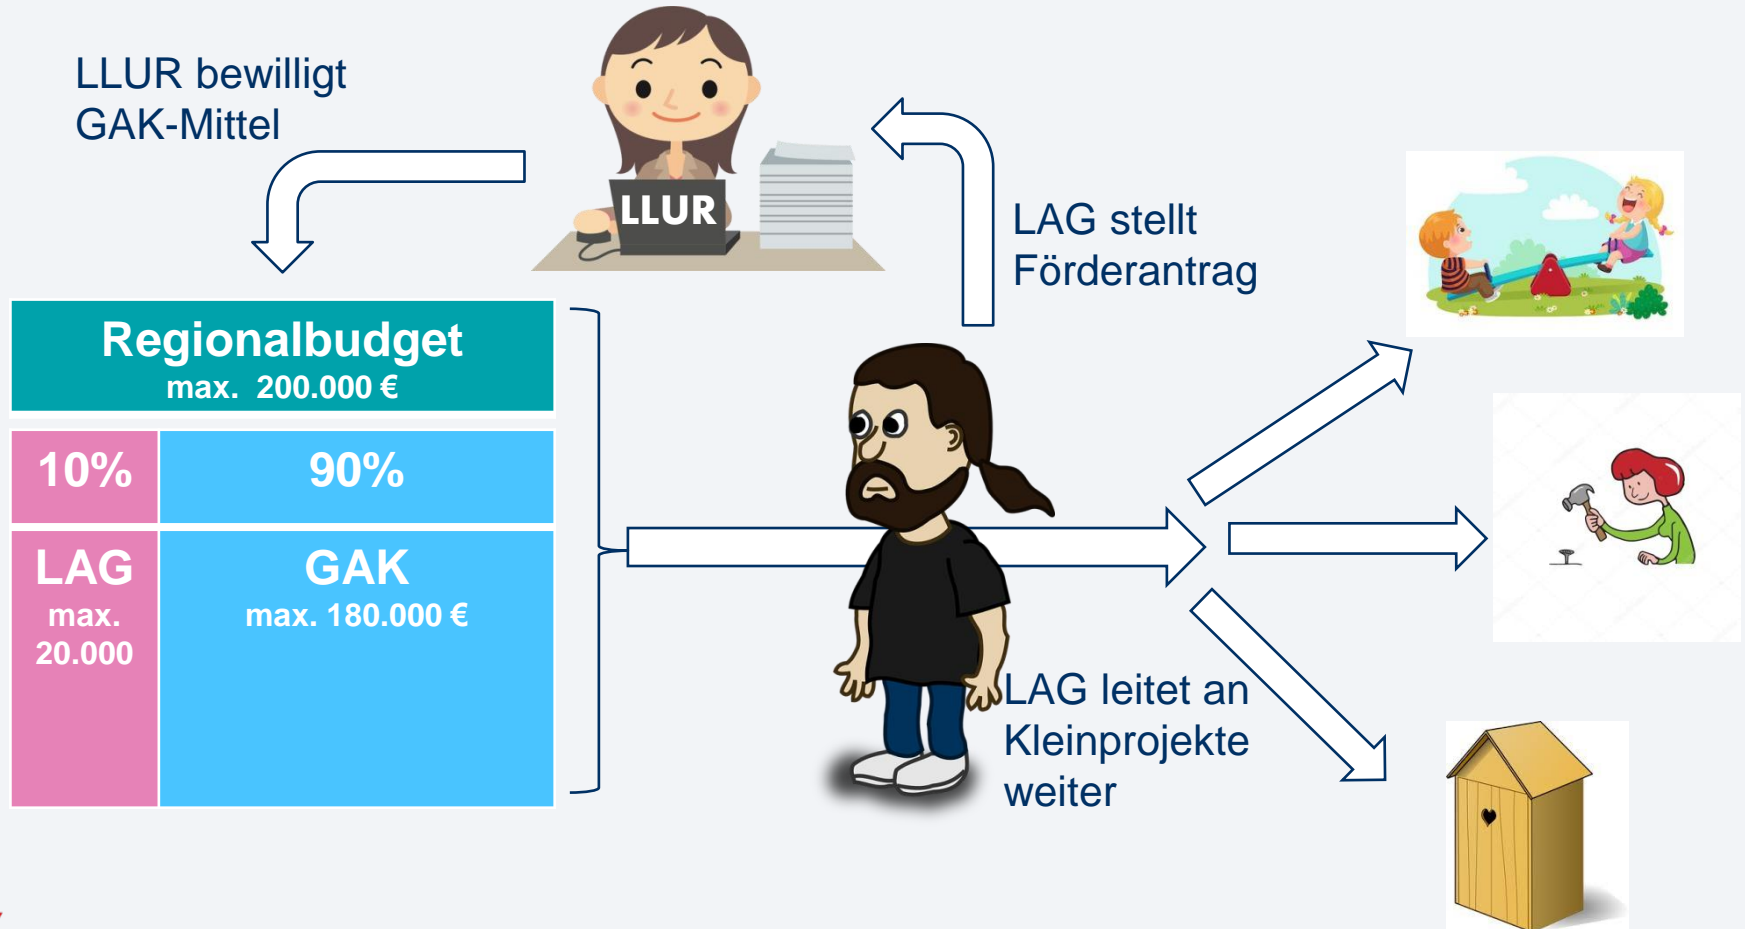 LLUR bewilligt
GAK-Mittel
LLUR
LAG stellt
Förderantrag
Regionalbudget
max. 200.000 €
10%
90%
LAG
max.
20.000
GAK
max. 180.000 €
LAG leitet an
Kleinprojekte
weiter